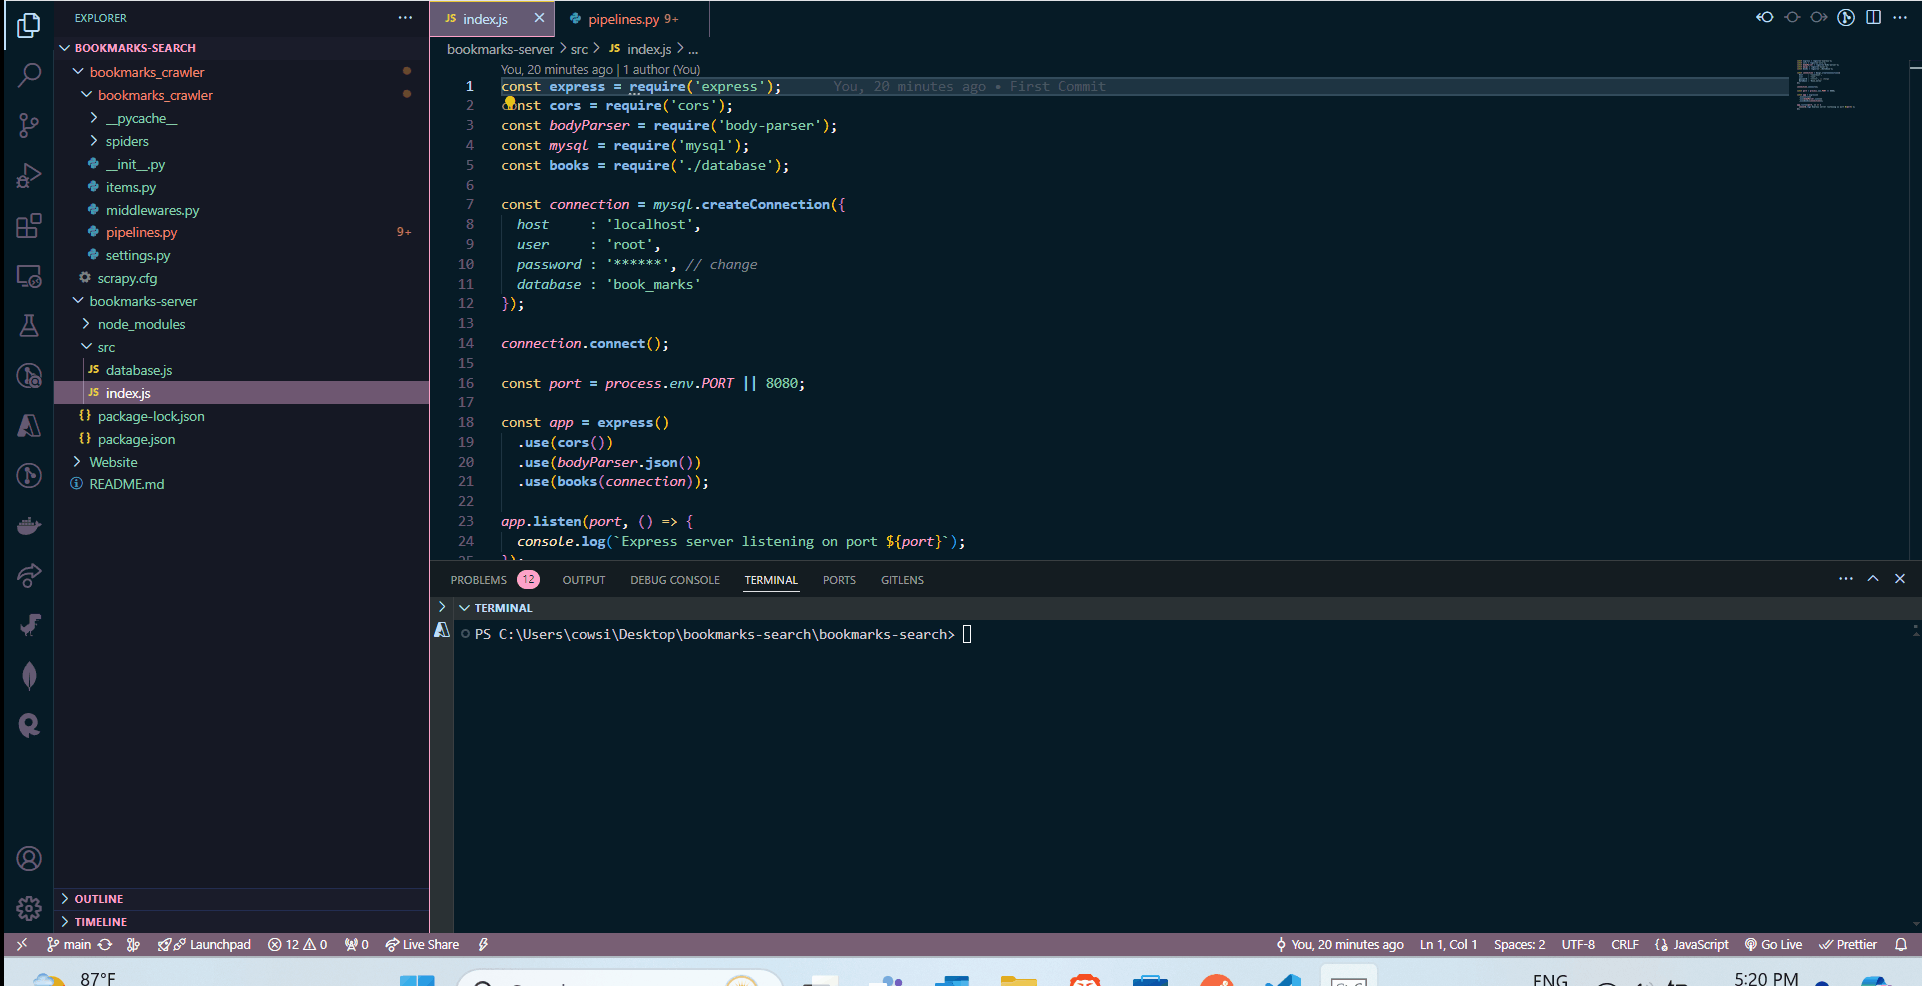 EXPLORER
BOOKMARKS-SEARCH
bookmarks_crawler
bookmarks_crawler
__pycache__
spiders
__init__.py
items.py
middlewares.py
pipelines.py 9+
settings.py
scrapy.cfg
bookmarks-server
node_modules
src
JS database.js
JS index.js
{} package-lock.json
{} package.json
Website
README.md
OUTLINE
TIMELINE
JS index.js
pipelines.py 9+
bookmarks-server > src > JS index.js > ...
You, 20 minutes ago | 1 author (You)
1 const express = require('express'); You, 20 minutes ago • First Commit
2 const cors = require('cors');
3 const bodyParser = require('body-parser');
4 const mysql = require('mysql');
5 const books = require('./database');
6
7 const connection = mysql.createConnection({
8 host : 'localhost',
9 user : 'root',
10 password : '******', // change
11 database : 'book_marks'
12 });
13
14 connection.connect();
15
16 const port = process.env.PORT || 8080;
17
18 const app = express()
19 .use(cors())
20 .use(bodyParser.json())
21 .use(books(connection));
22
23 app.listen(port, () => {
24 console.log(`Express server listening on port ${port}`);
25 });
PROBLEMS 12 OUTPUT DEBUG CONSOLE TERMINAL PORTS GITLENS
TERMINAL
PS C:\Users\cowsi\Desktop\bookmarks-search\bookmarks-search>
main Launchpad 12 0 0 Live Share You, 20 minutes ago Ln 1, Col 1 Spaces: 2 UTF-8 CRLF {} JavaScript Go Live Prettier
87°F
ENG
5:20 PM